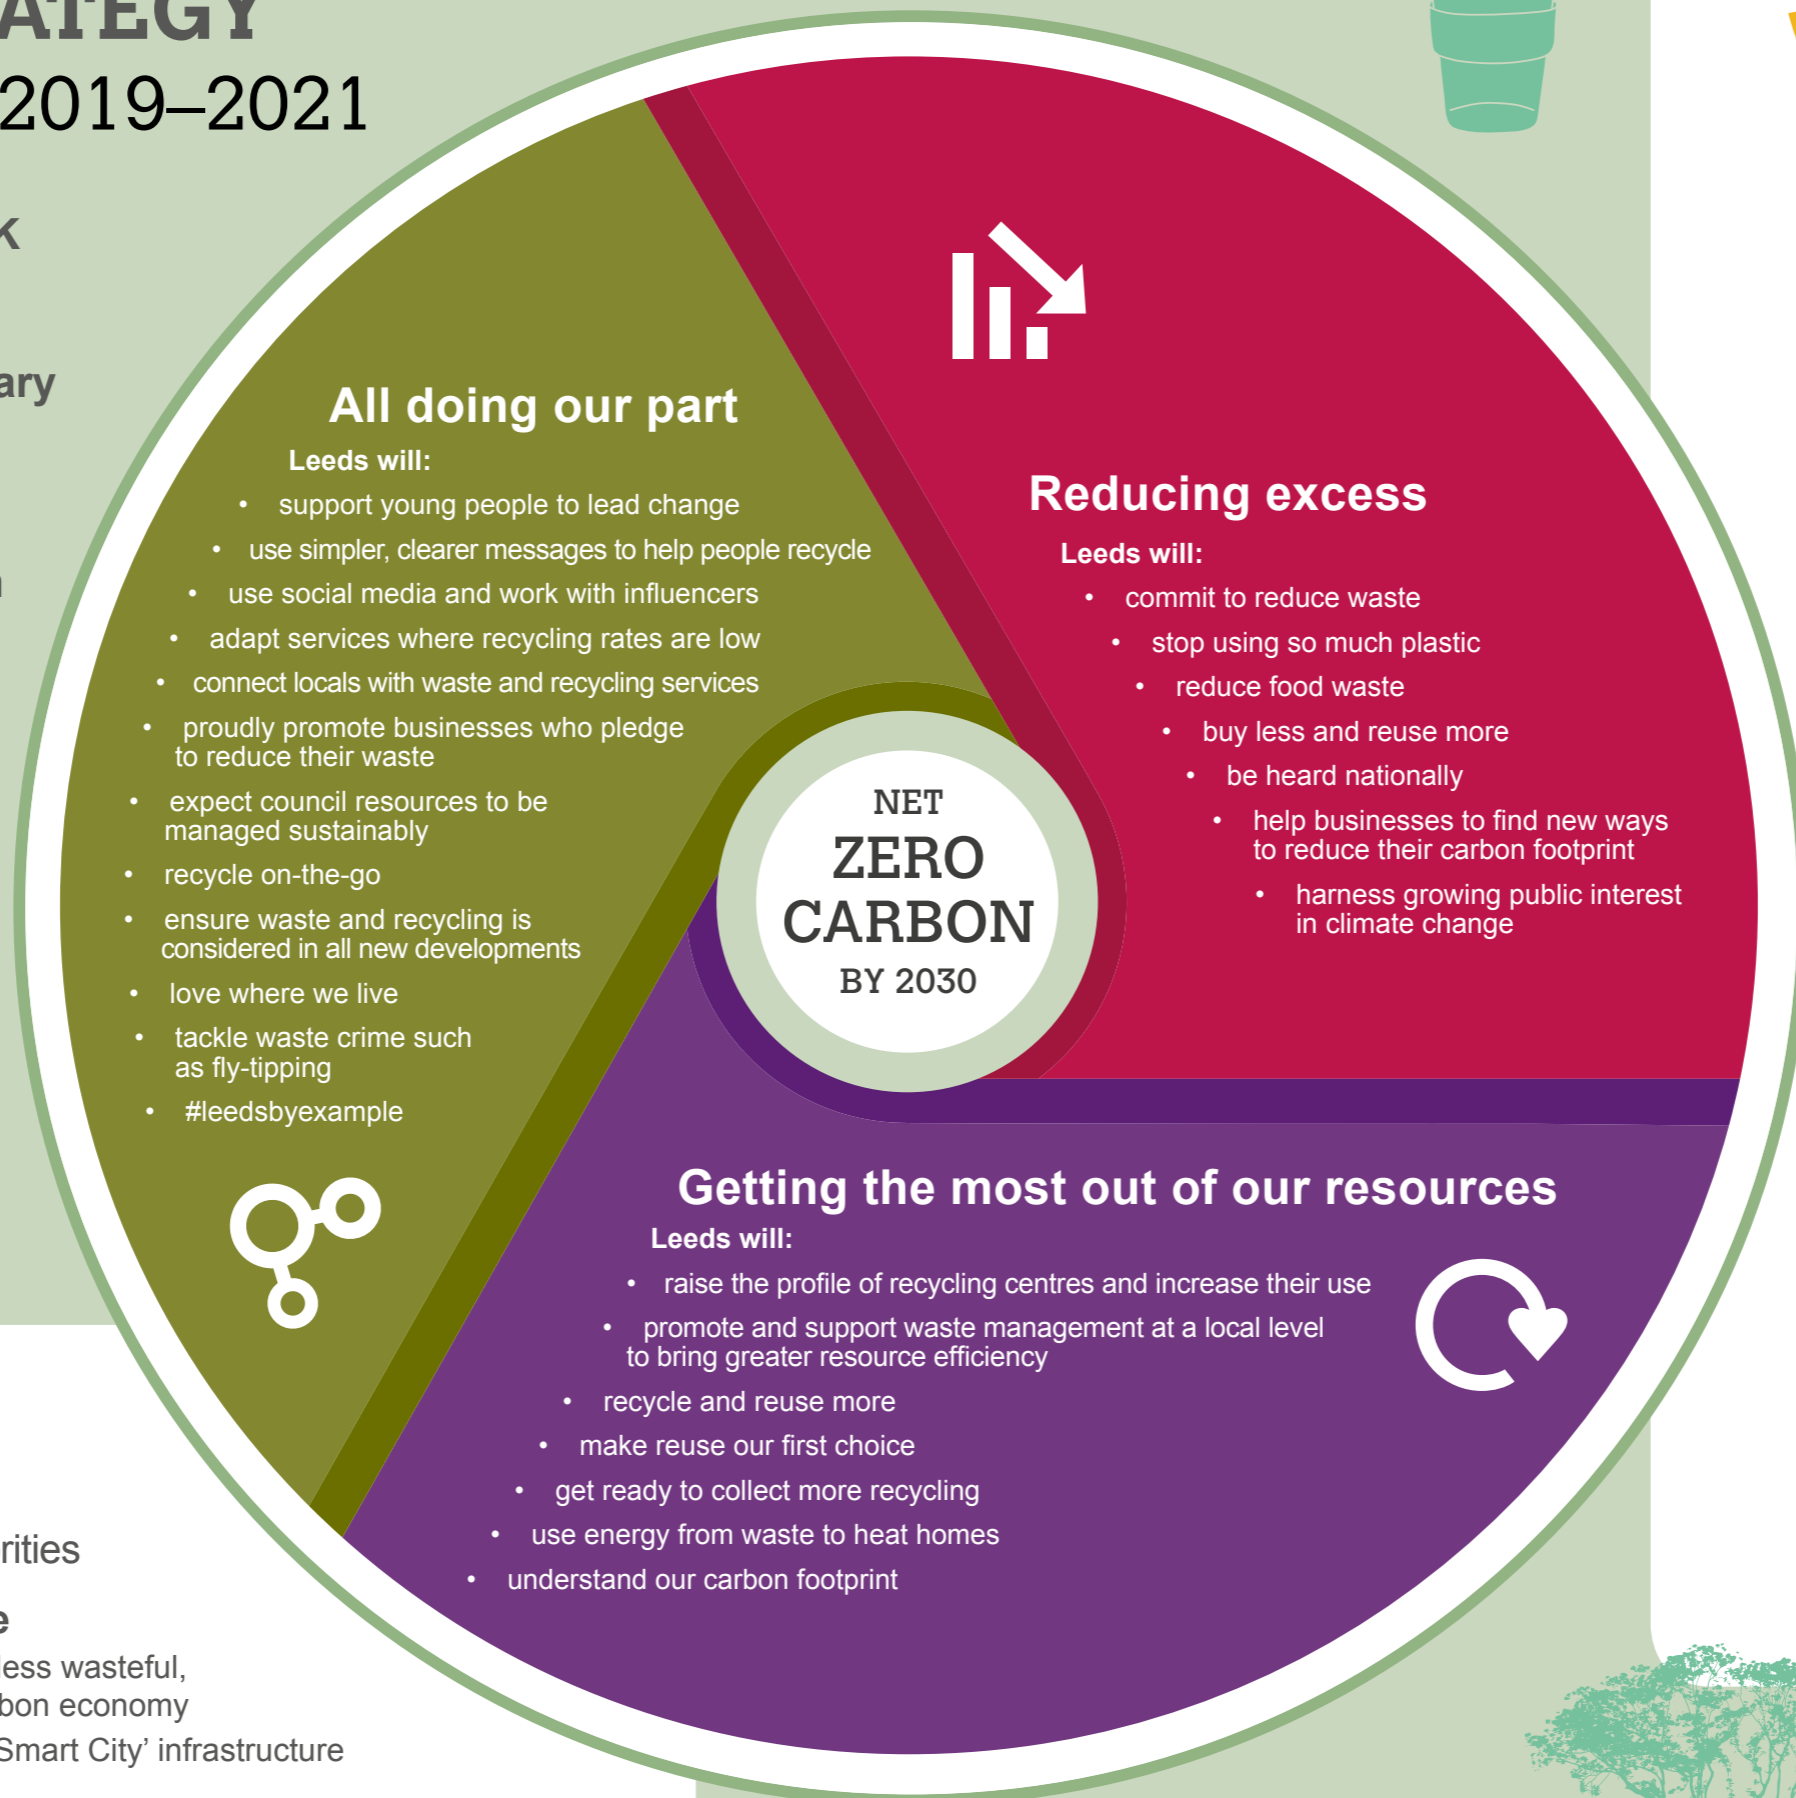 2019–2021
All doing our part
Leeds will:
• support young people to lead change
• use simpler, clearer messages to help people recycle
• use social media and work with influencers
• adapt services where recycling rates are low
• connect locals with waste and recycling services
• proudly promote businesses who pledge
to reduce their waste
• expect council resources to be
managed sustainably
• recycle on-the-go
• ensure waste and recycling is
considered in all new developments
• love where we live
• tackle waste crime such
as fly-tipping
• #leedsbyexample
Reducing excess
Leeds will:
• commit to reduce waste
• stop using so much plastic
• reduce food waste
• buy less and reuse more
• be heard nationally
• help businesses to find new ways
to reduce their carbon footprint
• harness growing public interest
in climate change
NET
ZERO
CARBON
BY 2030
Getting the most out of our resources
Leeds will:
• raise the profile of recycling centres and increase their use
• promote and support waste management at a local level
to bring greater resource efficiency
• recycle and reuse more
• make reuse our first choice
• get ready to collect more recycling
• use energy from waste to heat homes
• understand our carbon footprint
less wasteful,
economy
Smart City’ infrastructure